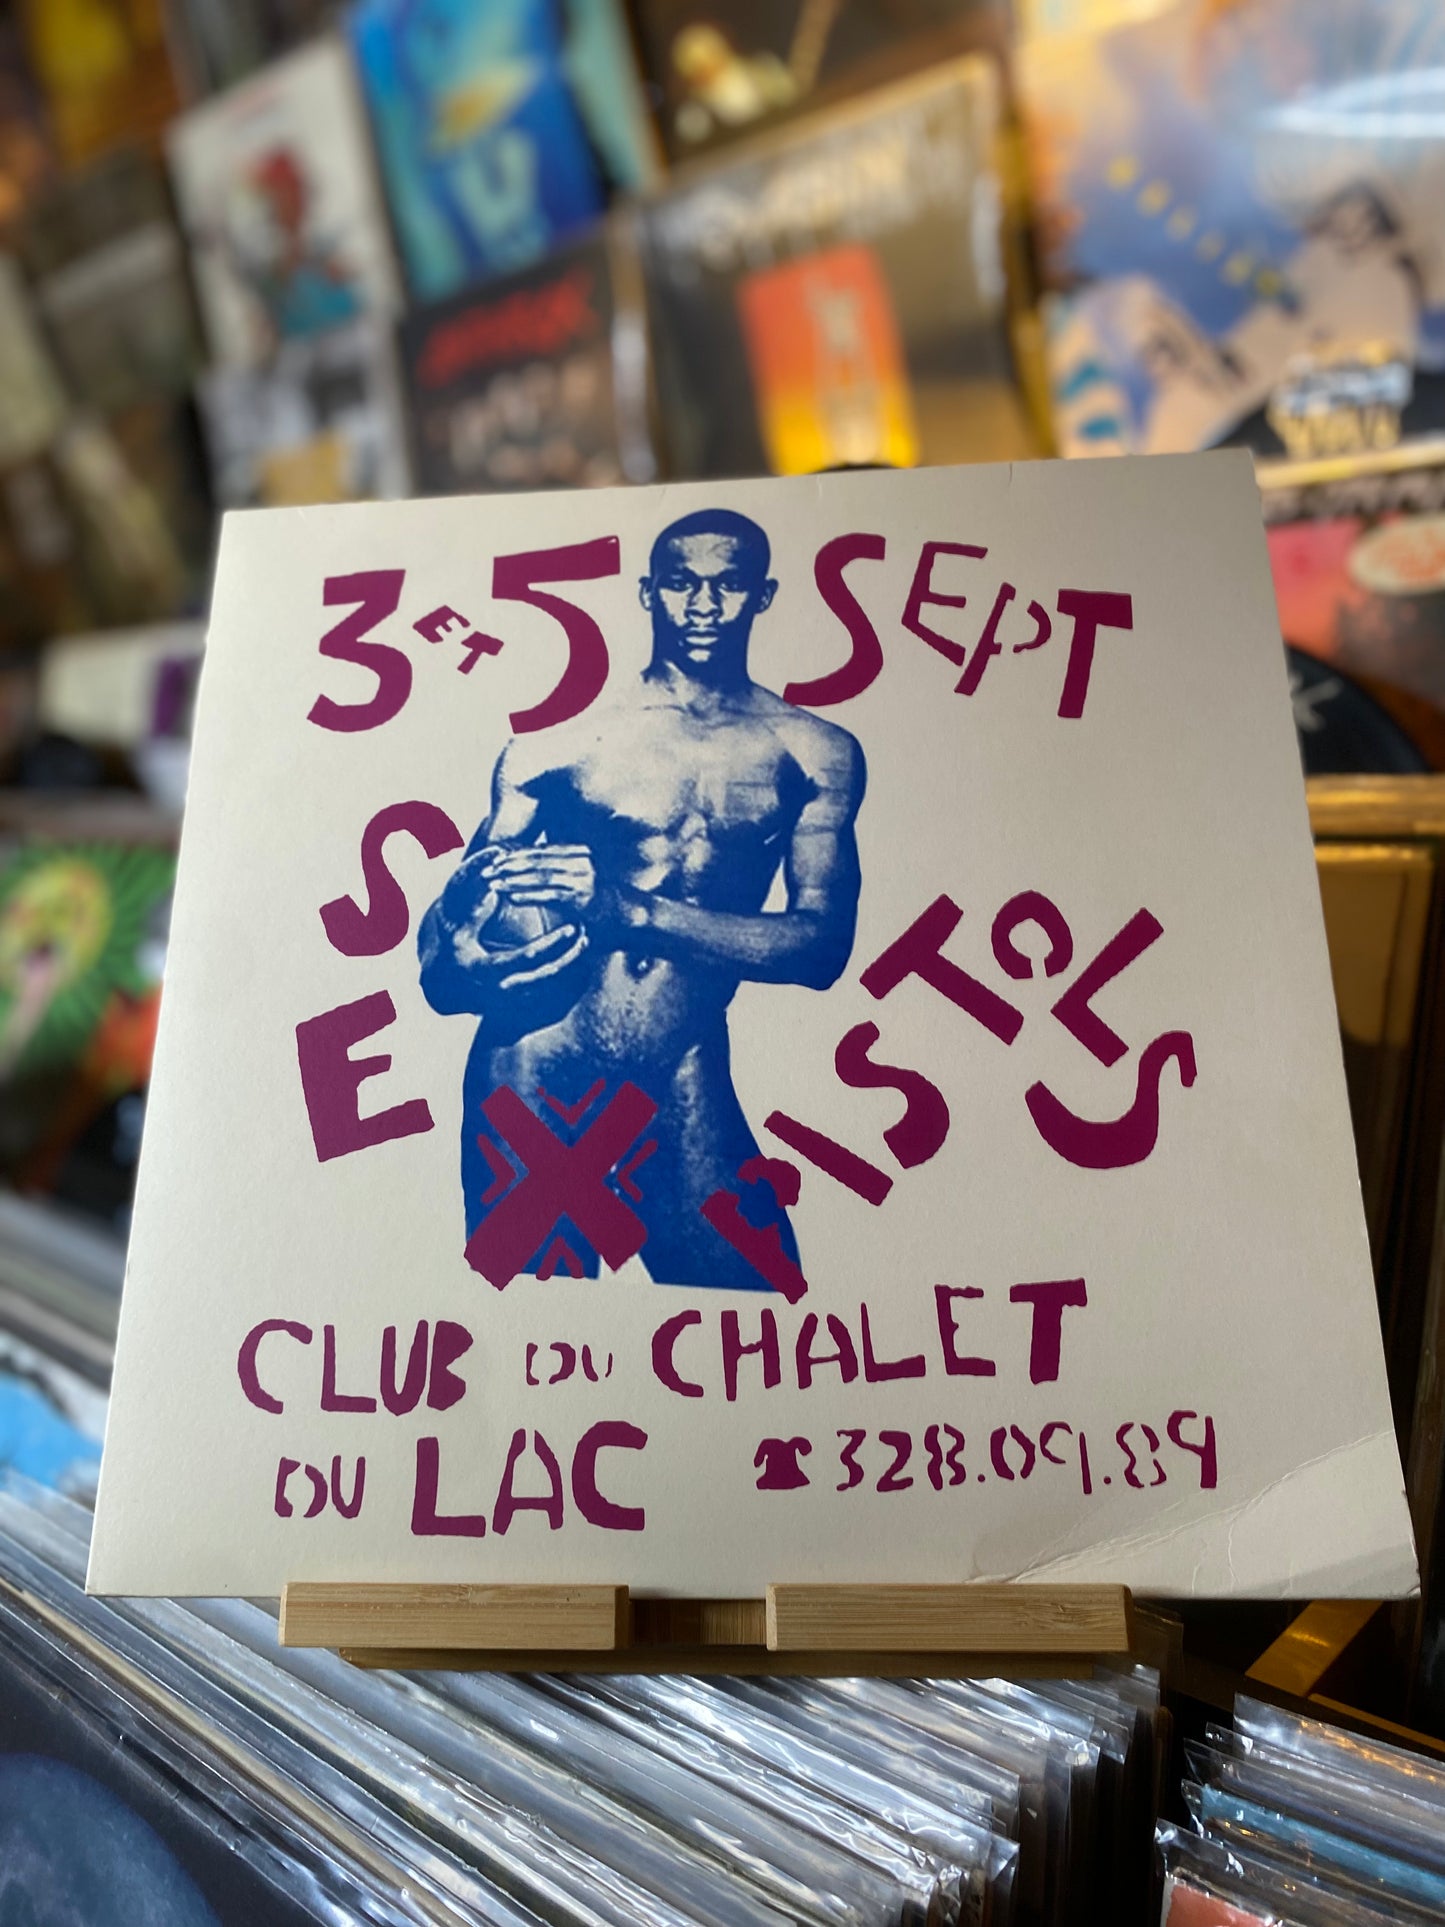 3 ET 5 SEPT
SEX PISTOLS
CLUB DU CHALET
DU LAC ☎ 328.09.89